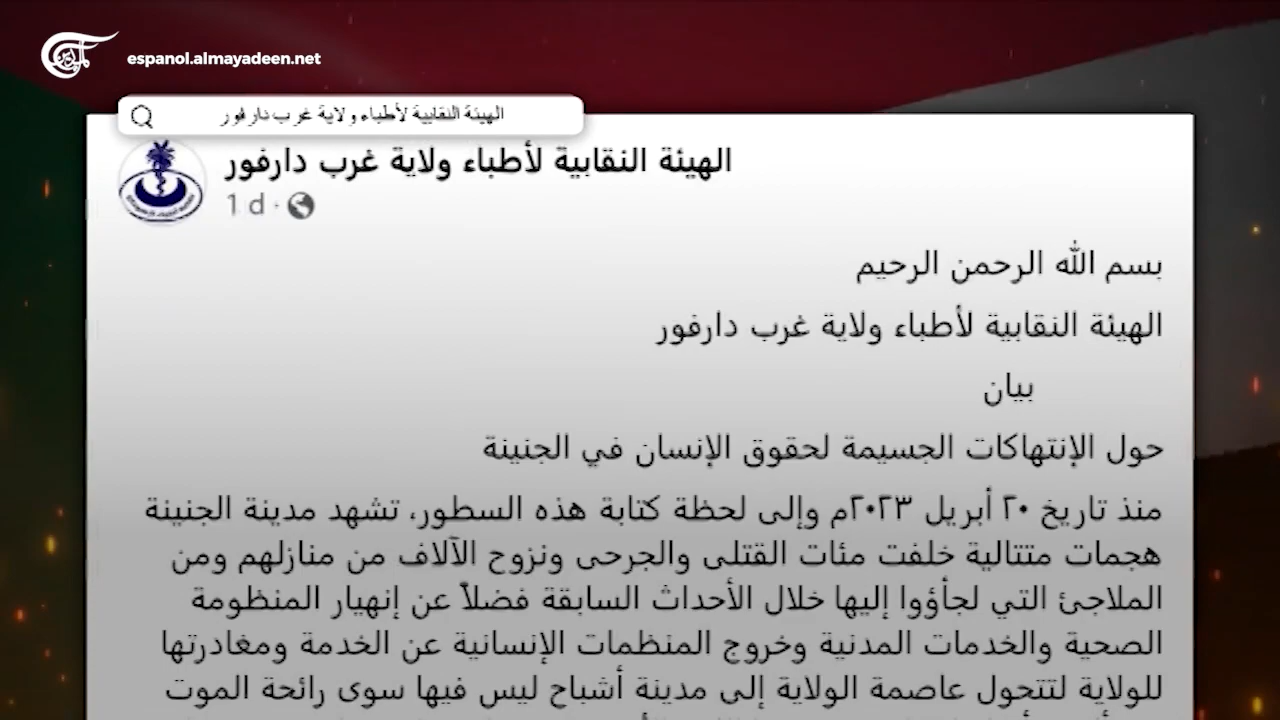 espanol.almayadeen.net
الهيئة النقابية لأطباء ولاية غرب دارفور
الهيئة النقابية لأطباء ولاية غرب دارفور
1 d ·
بسم الله الرحمن الرحيم
الهيئة النقابية لأطباء ولاية غرب دارفور
بيان
حول الإنتهاكات الجسيمة لحقوق الإنسان في الجنينة
منذ تاريخ ٢٠ أبريل ٢٠٢٣م وإلى لحظة كتابة هذه السطور، تشهد مدينة الجنينة
هجمات متتالية خلفت مئات القتلى والجرحى ونزوح الآلاف من منازلهم ومن
الملاجئ التي لجأؤوا إليها خلال الأحداث السابقة فضلاً عن إنهيار المنظومة
الصحية والخدمات المدنية وخروج المنظمات الإنسانية عن الخدمة ومغادرتها
للولاية لتتحول عاصمة الولاية إلى مدينة أشباح ليس فيها سوى رائحة الموت